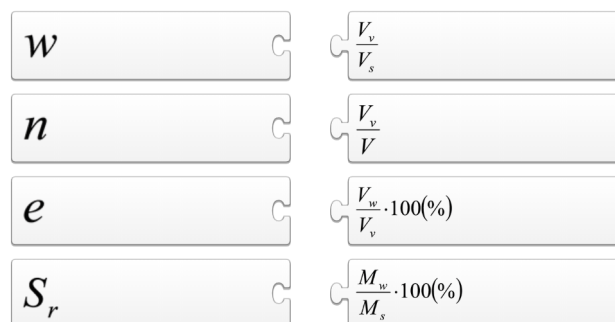 w
V_v/V_s
n
V_v/V
e
V_w/V_v·100(%)
S_r
M_w/M_s·100(%)